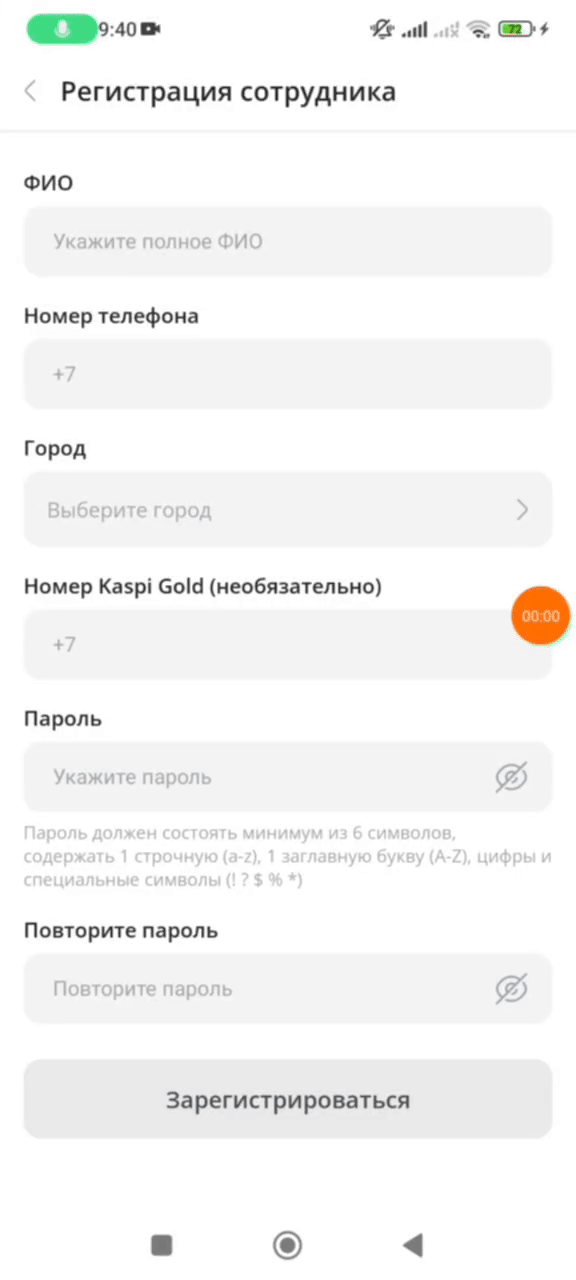 9:40
72
Регистрация сотрудника
ФИО
Укажите полное ФИО
Номер телефона
+7
Город
Выберите город
Номер Kaspi Gold (необязательно)
00:00
+7
Пароль
Укажите пароль
Пароль должен состоять минимум из 6 символов,
содержать 1 строчную (a-z), 1 заглавную букву (A-Z), цифры и
специальные символы (! ? $ % *)
Повторите пароль
Повторите пароль
Зарегистрироваться